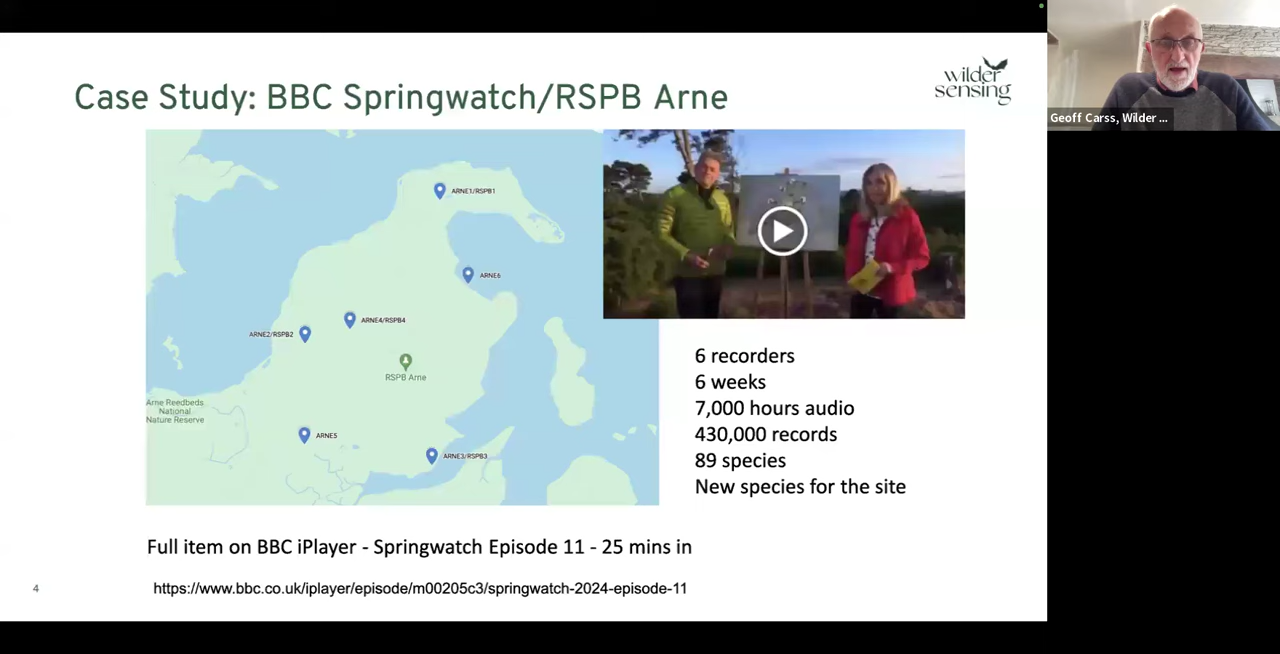 Case Study: BBC Springwatch/RSPB Arne
wilder
sensing
Geoff Carss, Wilder ...
ARNE1/RSPB1
ARNE6
ARNE4/RSPB4
ARNE2/RSPB2
RSPB Arne
Arne Reedbeds
National
Nature Reserve
ARNE5
ARNE3/RSPB3
6 recorders
6 weeks
7,000 hours audio
430,000 records
89 species
New species for the site
Full item on BBC iPlayer - Springwatch Episode 11 - 25 mins in
4
https://www.bbc.co.uk/iplayer/episode/m00205c3/springwatch-2024-episode-11